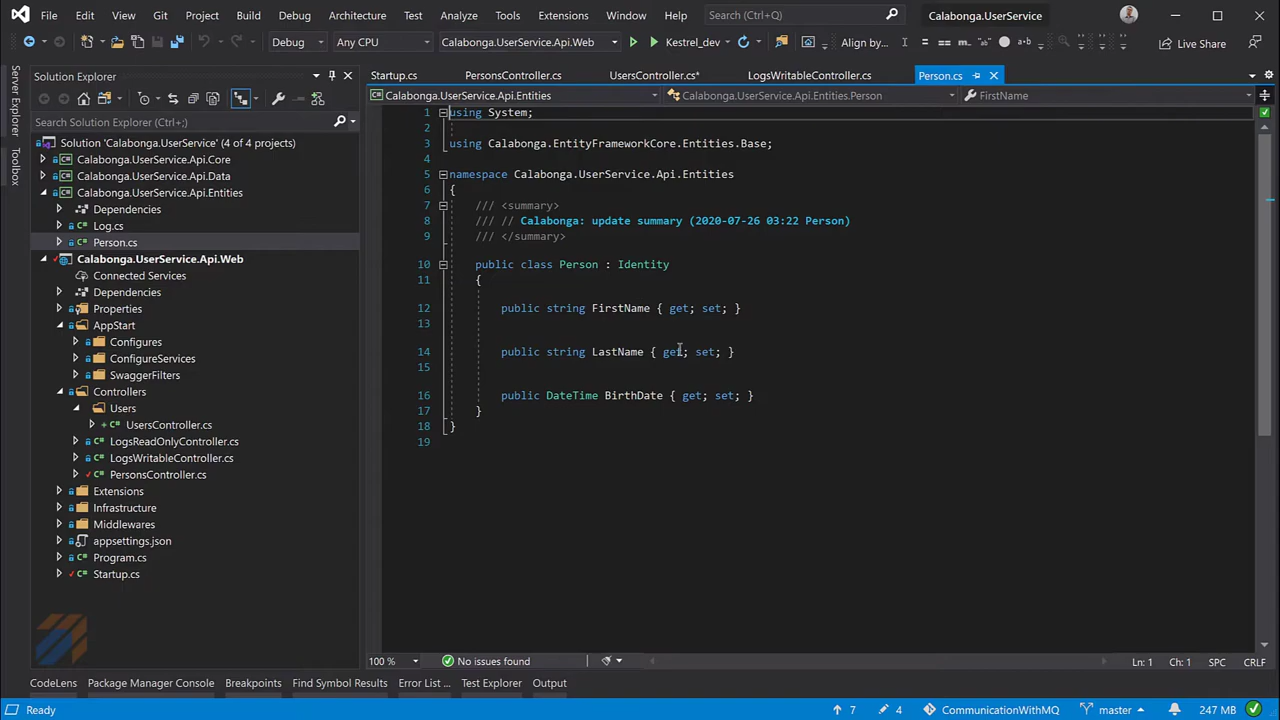 File Edit View Git Project Build Debug Architecture Test Analyze Tools Extensions Window Help Search (Ctrl+Q) Calabonga.UserService
Debug Any CPU Calabonga.UserService.Api.Web Kestrel_dev Align by... Live Share
Server Explorer
Toolbox
Solution Explorer
Search Solution Explorer (Ctrl+;)
Solution 'Calabonga.UserService' (4 of 4 projects)
Calabonga.UserService.Api.Core
Calabonga.UserService.Api.Data
Calabonga.UserService.Api.Entities
Dependencies
Log.cs
Person.cs
Calabonga.UserService.Api.Web
Connected Services
Dependencies
Properties
AppStart
Configures
ConfigureServices
SwaggerFilters
Controllers
Users
UsersController.cs
LogsReadOnlyController.cs
LogsWritableController.cs
PersonsController.cs
Extensions
Infrastructure
Middlewares
appsettings.json
Program.cs
Startup.cs
Startup.cs PersonsController.cs UsersController.cs* LogsWritableController.cs Person.cs
Calabonga.UserService.Api.Entities Calabonga.UserService.Api.Entities.Person FirstName
1 using System;
2
3 using Calabonga.EntityFrameworkCore.Entities.Base;
4
5 namespace Calabonga.UserService.Api.Entities
6 {
7 /// <summary>
8 /// // Calabonga: update summary (2020-07-26 03:22 Person)
9 /// </summary>
10 public class Person : Identity
11 {
12 public string FirstName { get; set; }
13
14 public string LastName { get; set; }
15
16 public DateTime BirthDate { get; set; }
17 }
18 }
19
100 % No issues found Ln: 1 Ch: 1 SPC CRLF
CodeLens Package Manager Console Breakpoints Find Symbol Results Error List ... Test Explorer Output
Ready 7 4 CommunicationWithMQ master 247 MB